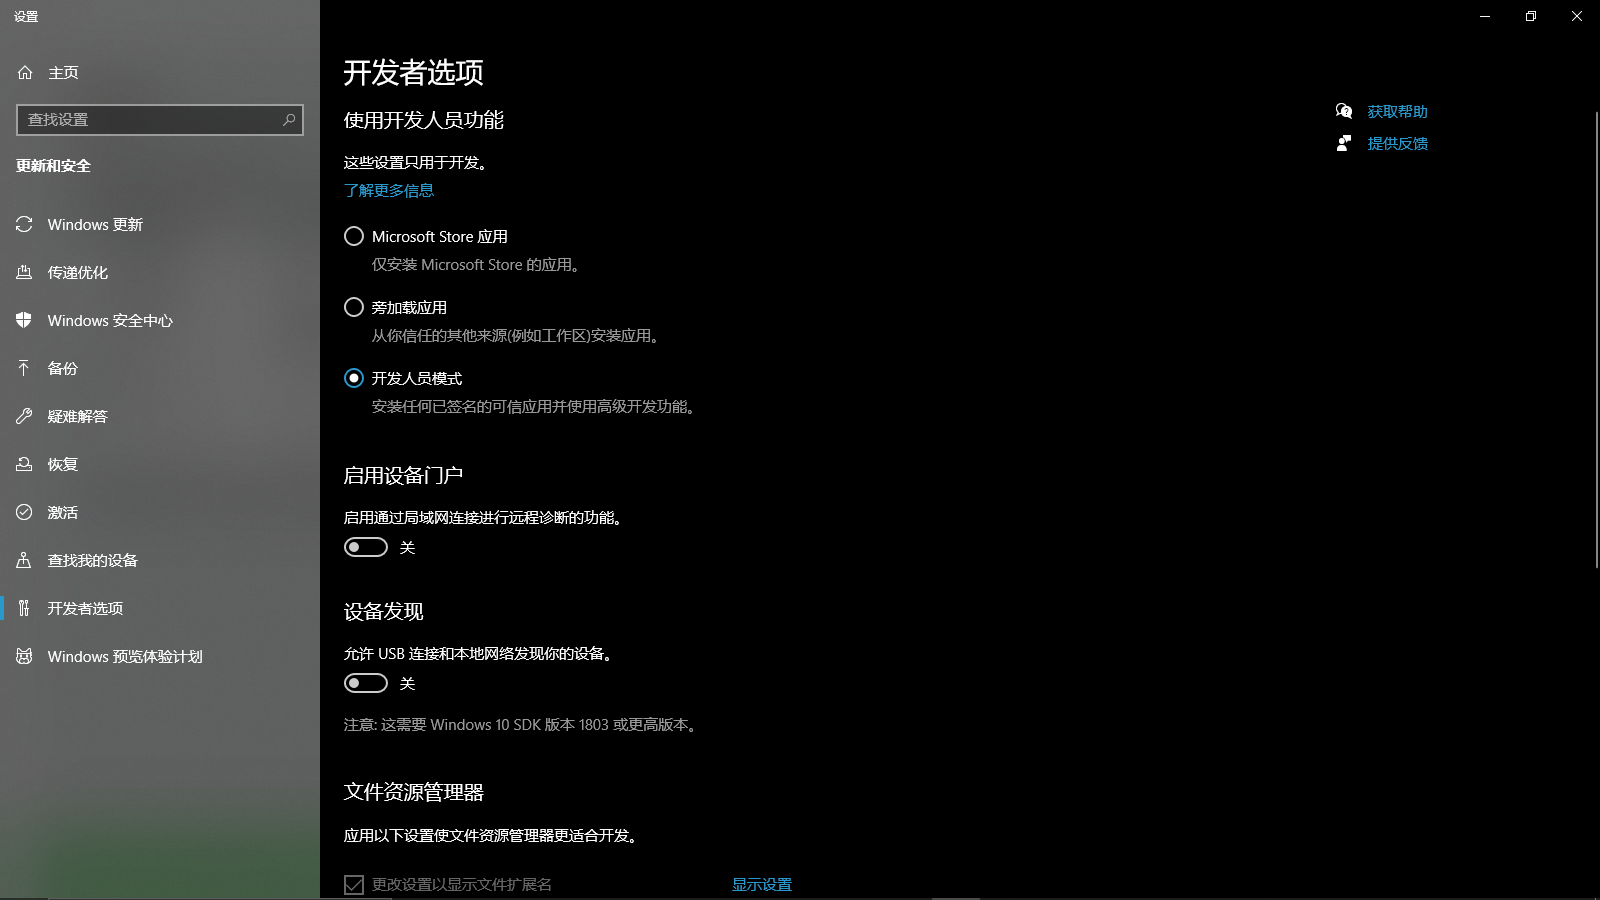 设置
主页
查找设置
更新和安全
Windows 更新
传递优化
Windows 安全中心
备份
疑难解答
恢复
激活
查找我的设备
开发者选项
Windows 预览体验计划
开发者选项
使用开发人员功能
这些设置只用于开发。
了解更多信息
Microsoft Store 应用
仅安装 Microsoft Store 的应用。
旁加载应用
从你信任的其他来源(例如工作区)安装应用。
开发人员模式
安装任何已签名的可信应用并使用高级开发功能。
启用设备门户
启用通过局域网连接进行远程诊断的功能。
关
设备发现
允许 USB 连接和本地网络发现你的设备。
关
注意: 这需要 Windows 10 SDK 版本 1803 或更高版本。
文件资源管理器
应用以下设置使文件资源管理器更适合开发。
更改设置以显示文件扩展名
显示设置
获取帮助
提供反馈